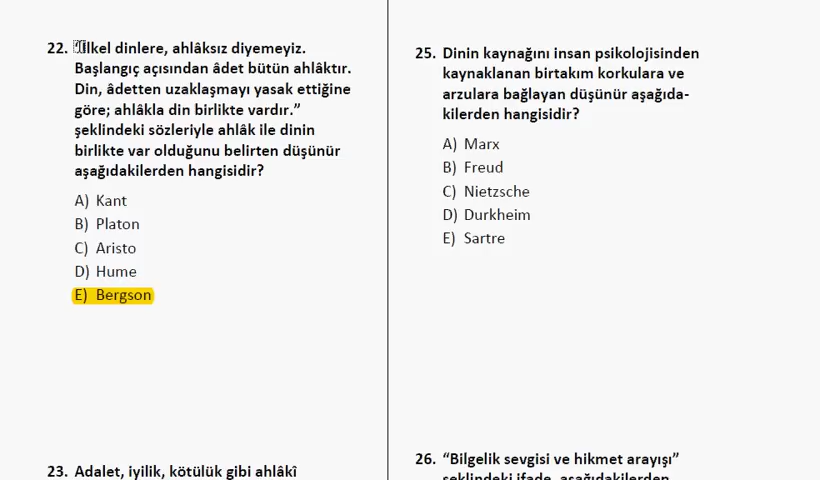 22. “İlkel dinlere, ahlâksız diyemeyiz.
Başlangıç açısından âdet bütün ahlâktır.
Din, âdetten uzaklaşmayı yasak ettiğine
göre; ahlâkla din birlikte vardır.”
şeklindeki sözleriyle ahlâk ile dinin
birlikte var olduğunu belirten düşünür
aşağıdakilerden hangisidir?
A) Kant
B) Platon
C) Aristo
D) Hume
E) Bergson
23. Adalet, iyilik, kötülük gibi ahlâkî
25. Dinin kaynağını insan psikolojisinden
kaynaklanan birtakım korkulara ve
arzulara bağlayan düşünür aşağıda-
kilerden hangisidir?
A) Marx
B) Freud
C) Nietzsche
D) Durkheim
E) Sartre
26. “Bilgelik sevgisi ve hikmet arayışı”
şeklindeki ifade, aşağıdakilerden